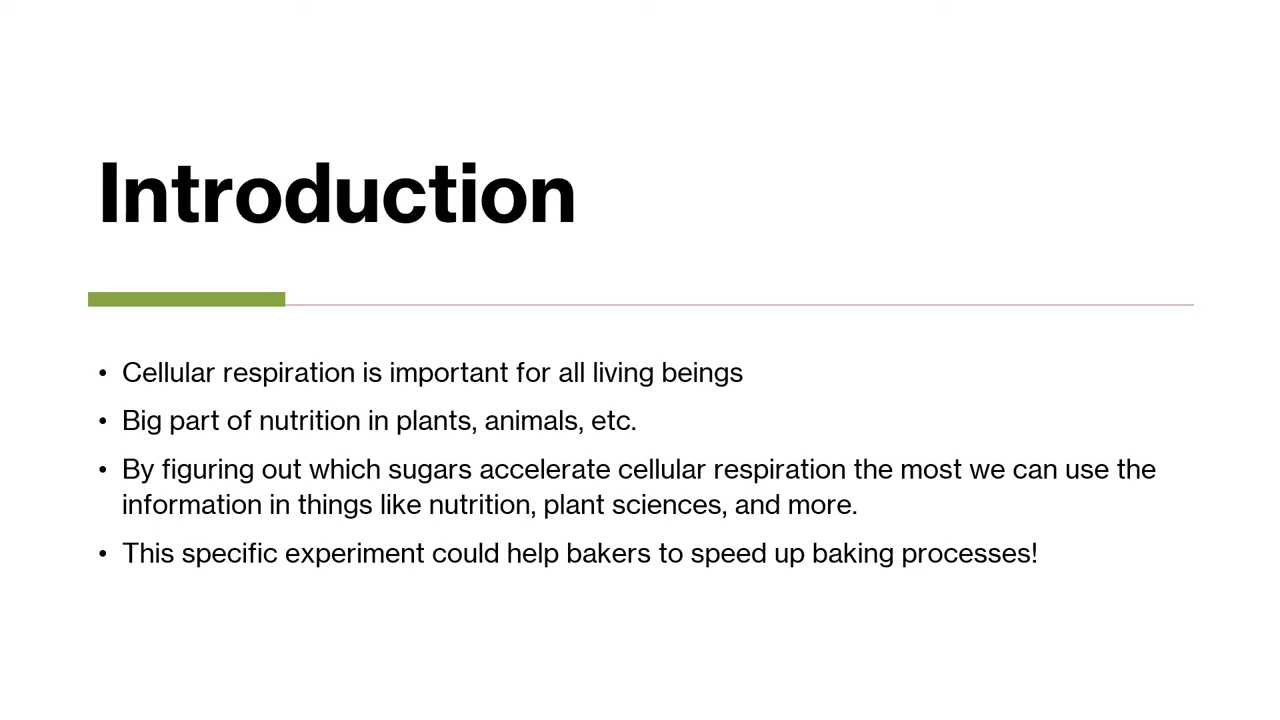 Introduction
• Cellular respiration is important for all living beings
• Big part of nutrition in plants, animals, etc.
• By figuring out which sugars accelerate cellular respiration the most we can use the
information in things like nutrition, plant sciences, and more.
• This specific experiment could help bakers to speed up baking processes!